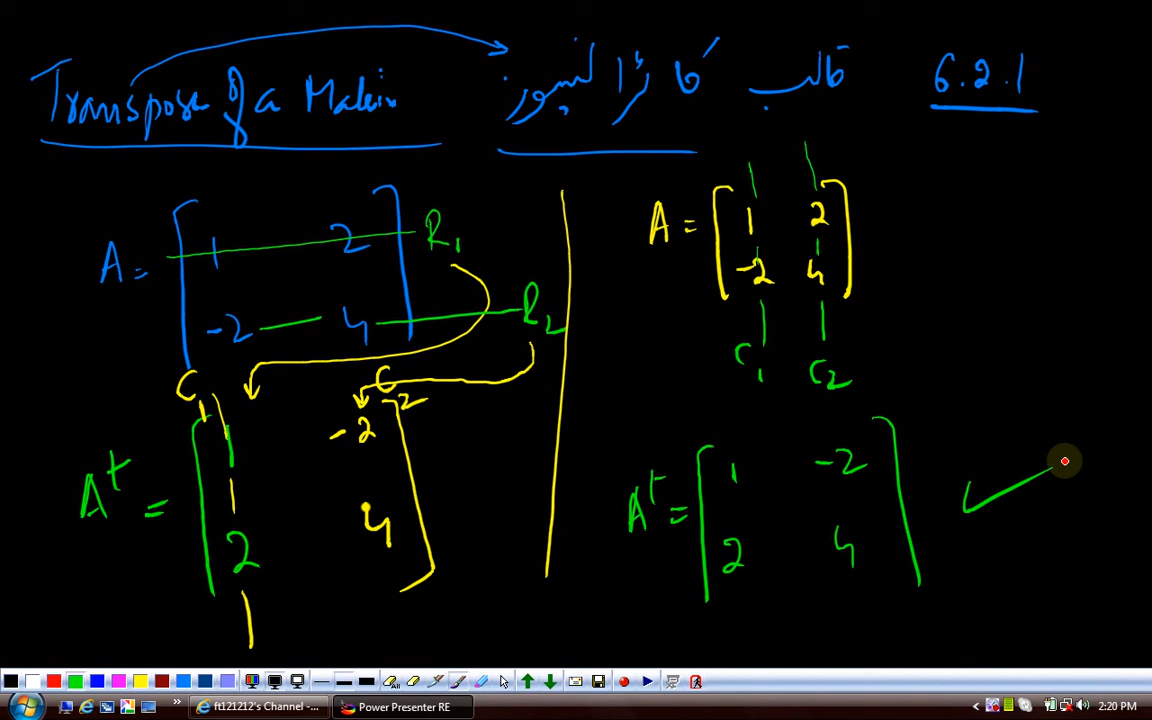 Transpose of a Matrix قالب کا ٹرانسپوز 6.2.1
A = [ 1 2 R1
-2 4 ] R2
C1 C2
A^t = [ 1 -2
2 4 ]
A = [ 1 2
-2 4 ]
C1 C2
A^t = [ 1 -2
2 4 ]
ft121212's Channel -...
Power Presenter RE
2:20 PM